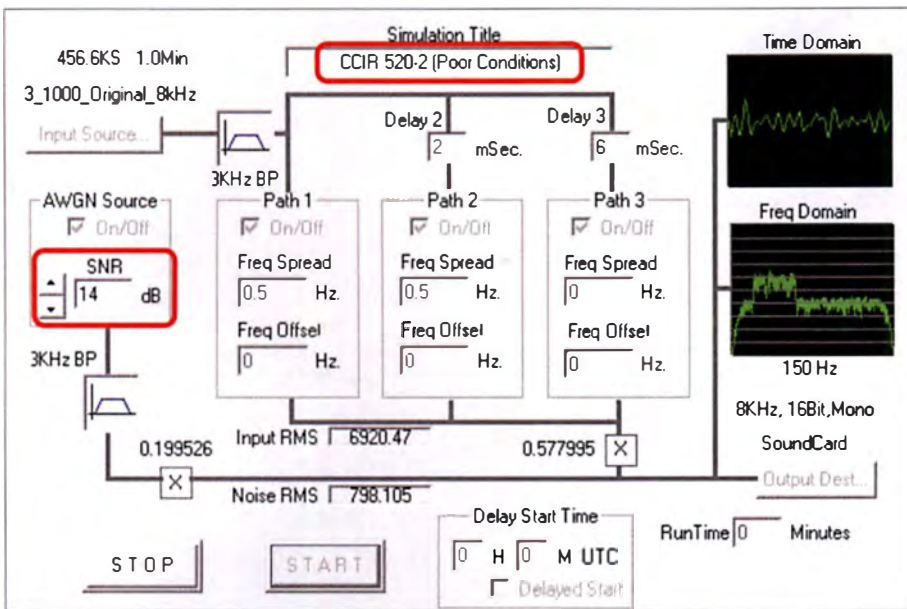 Simulation Title
CCIR 520-2 (Poor Conditions)
456.6KS 1.0Min
3_1000_Original_8kHz
Input Source...
3KHz BP
Delay 2
2 mSec.
Delay 3
6 mSec.
Time Domain
AWGN Source
On/Off
SNR
14 dB
3KHz BP
Path 1
On/Off
Freq Spread
0.5 Hz.
Freq Offset
0 Hz.
Path 2
On/Off
Freq Spread
0.5 Hz.
Freq Offset
0 Hz.
Path 3
On/Off
Freq Spread
0 Hz.
Freq Offset
0 Hz.
Freq Domain
150 Hz
8KHz, 16Bit,Mono
SoundCard
Output Dest...
Input RMS 6920.47
0.577995 X
0.199526
X
Noise RMS 798.105
Delay Start Time
0 H 0 M UTC
Delayed Start
RunTime 0 Minutes
STOP
START